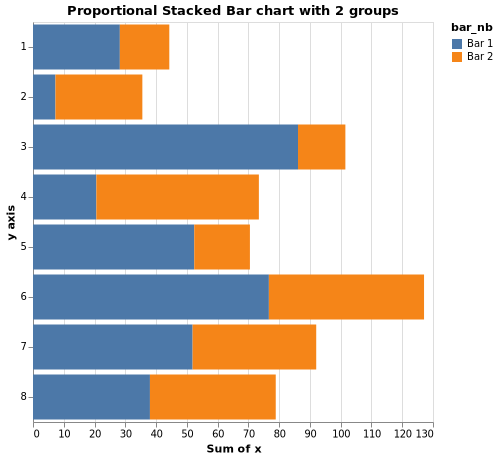 Proportional Stacked Bar chart with 2 groups
bar_nb
Bar 1
Bar 2
y axis
1
2
3
4
5
6
7
8
0 10 20 30 40 50 60 70 80 90 100 110 120 130
Sum of x